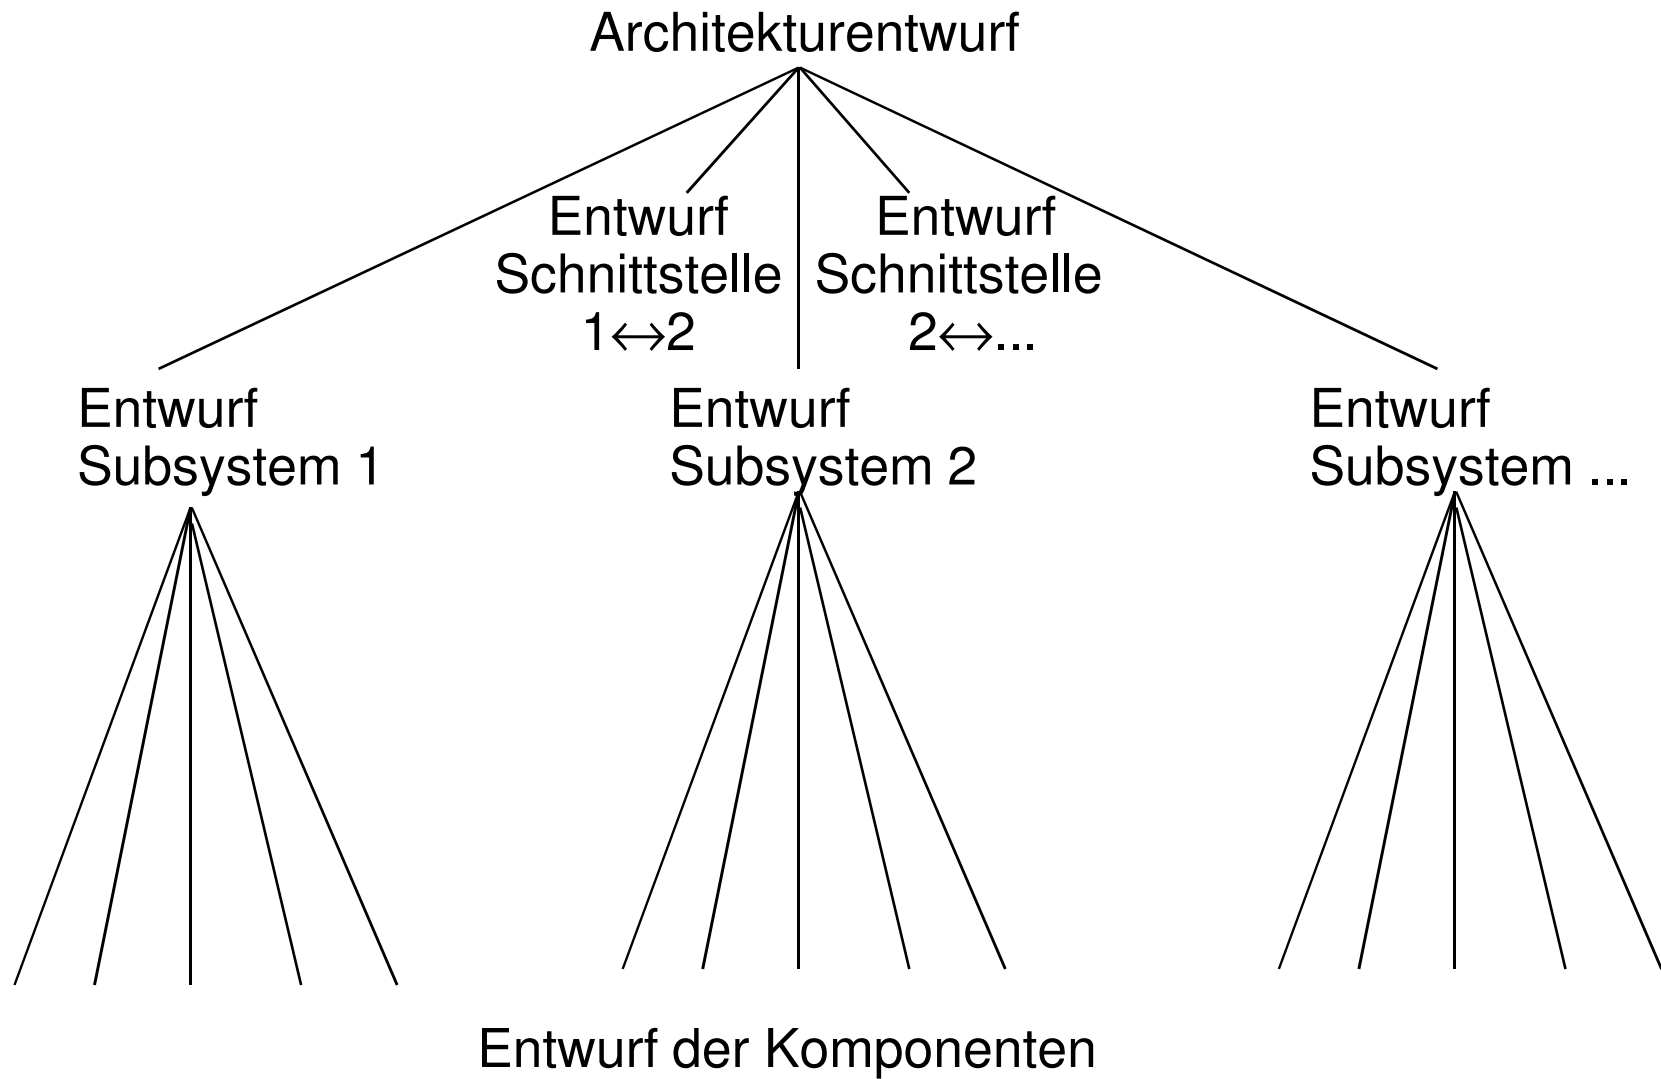 Architekturentwurf
Entwurf
Schnittstelle
1↔2
Entwurf
Schnittstelle
2↔...
Entwurf
Subsystem 1
Entwurf
Subsystem 2
Entwurf
Subsystem ...
Entwurf der Komponenten